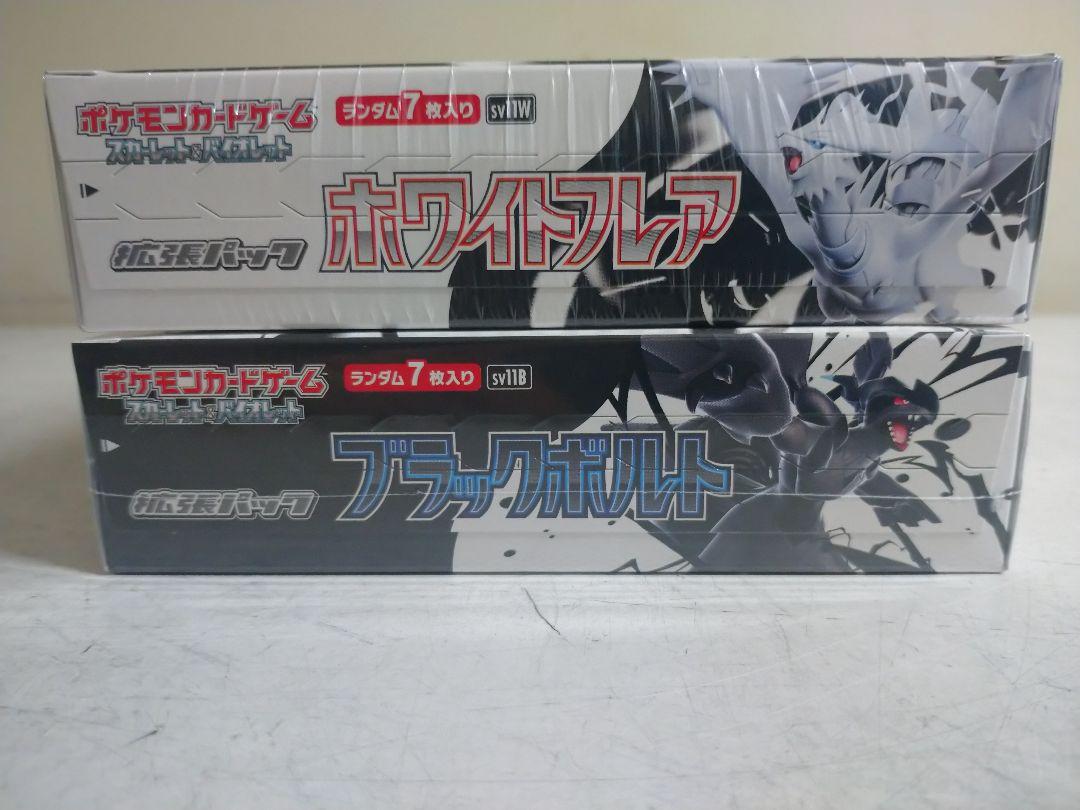 ポケモンカードゲーム
スカーレット&バイオレット
ランダム7枚入り
sv11W
拡張パック
ホワイトフレア
ポケモンカードゲーム
スカーレット&バイオレット
ランダム7枚入り
sv11B
拡張パック
ブラックボルト